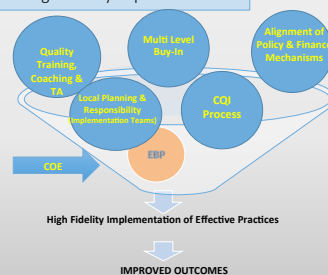 Quality
Training,
Coaching &
TA
Multi Level
Buy-In
Alignment of
Policy & Finance
Mechanisms
Local Planning &
Responsibility
(Implementation Teams)
CQI
Process
EBP
COE
High Fidelity Implementation of Effective Practices
IMPROVED OUTCOMES